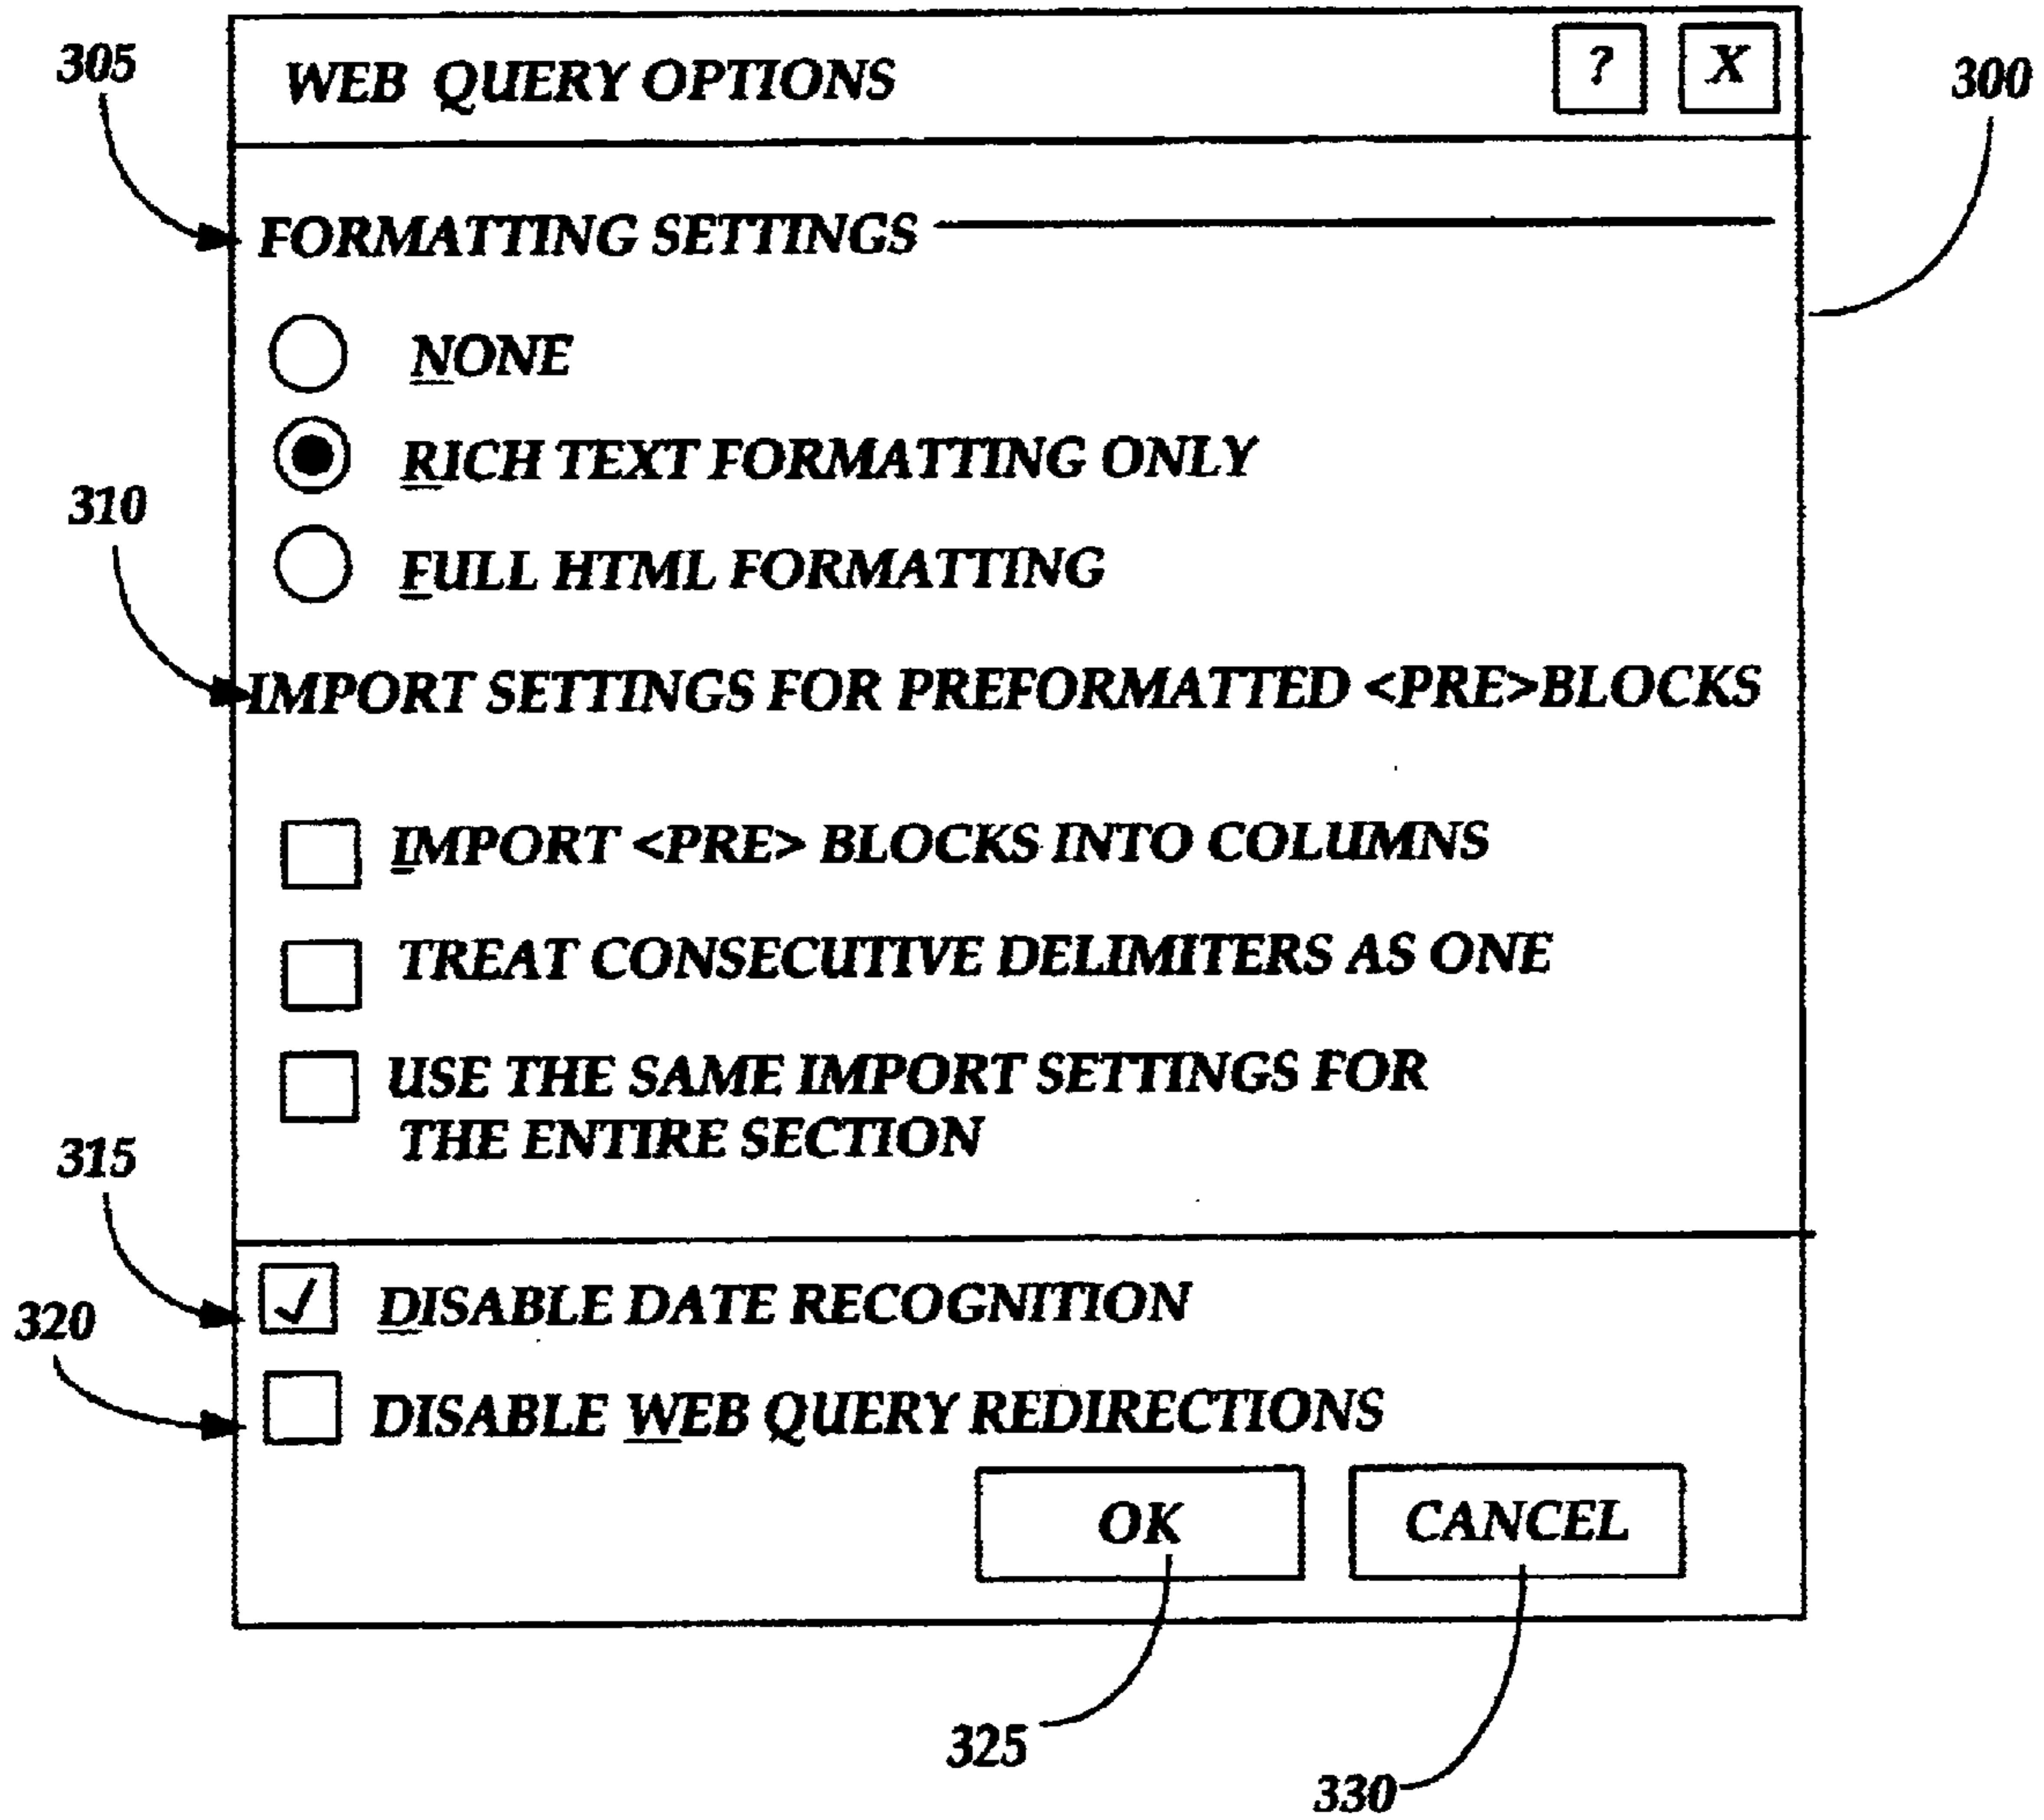 305
WEB QUERY OPTIONS
?
X
300
FORMATTING SETTINGS
NONE
RICH TEXT FORMATTING ONLY
310
FULL HTML FORMATTING
IMPORT SETTINGS FOR PREFORMATTED <PRE>BLOCKS
IMPORT <PRE> BLOCKS INTO COLUMNS
TREAT CONSECUTIVE DELIMITERS AS ONE
USE THE SAME IMPORT SETTINGS FOR
THE ENTIRE SECTION
315
DISABLE DATE RECOGNITION
320
DISABLE WEB QUERY REDIRECTIONS
OK
CANCEL
325
330